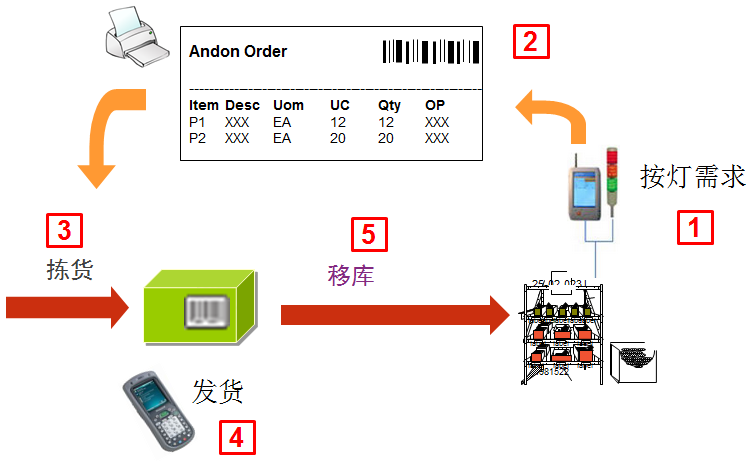 Andon Order
2
Item Desc Uom UC Qty OP
P1 XXX EA 12 12 XXX
P2 XXX EA 20 20 XXX
按灯需求
1
3
拣货
5
移库
发货
4